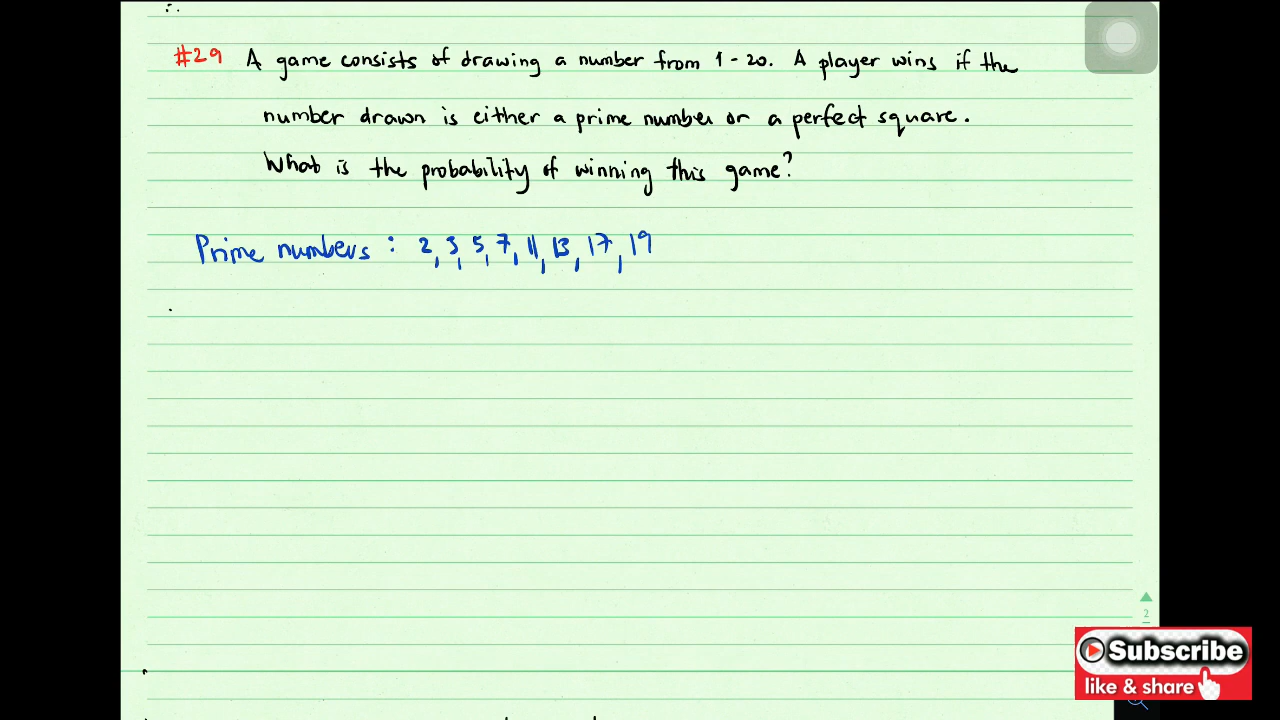 #29 A game consists of drawing a number from 1-20. A player wins if the
number drawn is either a prime number or a perfect square.
What is the probability of winning this game?
Prime numbers : 2, 3, 5, 7, 11, 13, 17, 19
2
Subscribe
like & share